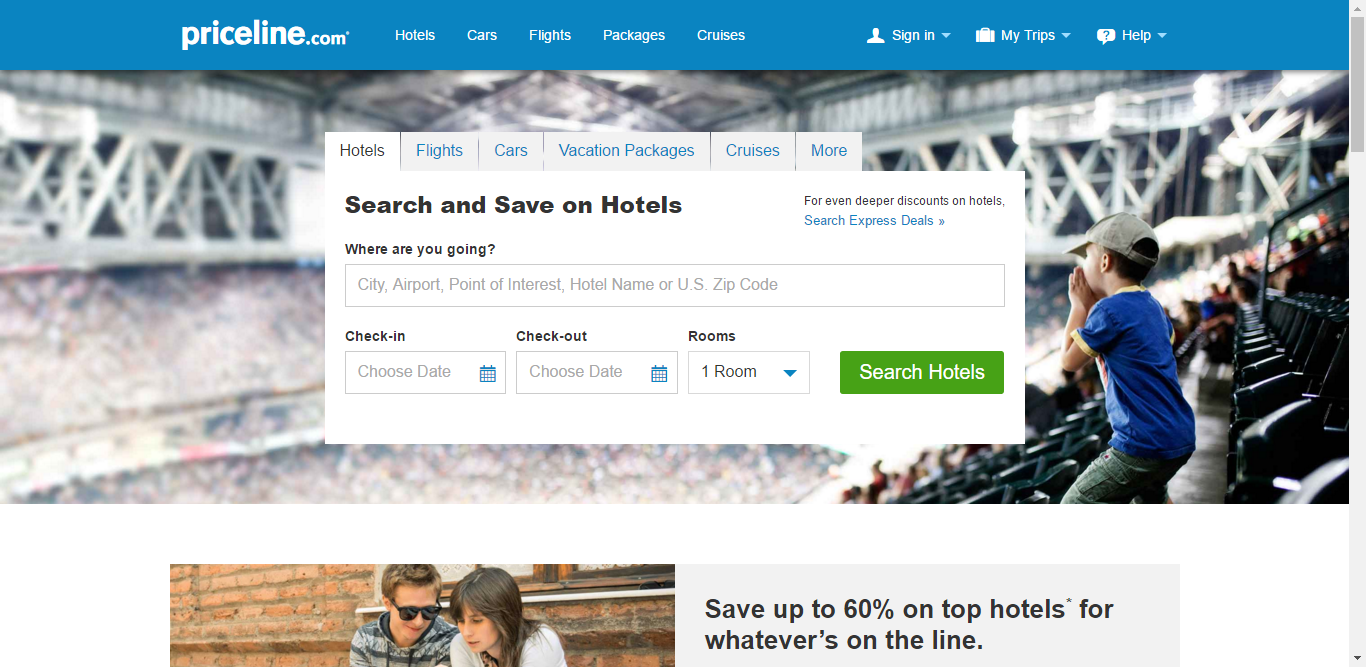 priceline.com
Hotels Cars Flights Packages Cruises Sign in My Trips ? Help
Hotels Flights Cars Vacation Packages Cruises More
Search and Save on Hotels
For even deeper discounts on hotels,
Search Express Deals »
Where are you going?
City, Airport, Point of Interest, Hotel Name or U.S. Zip Code
Check-in Check-out Rooms
Choose Date Choose Date 1 Room Search Hotels
Save up to 60% on top hotels* for
whatever’s on the line.